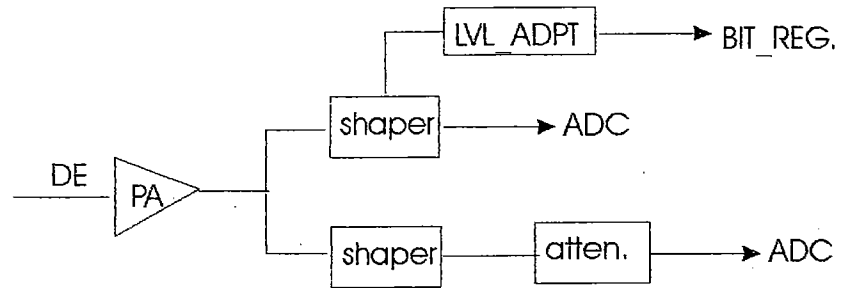 LVL_ADPT
BIT_REG.
shaper
ADC
DE
PA
shaper
atten.
ADC